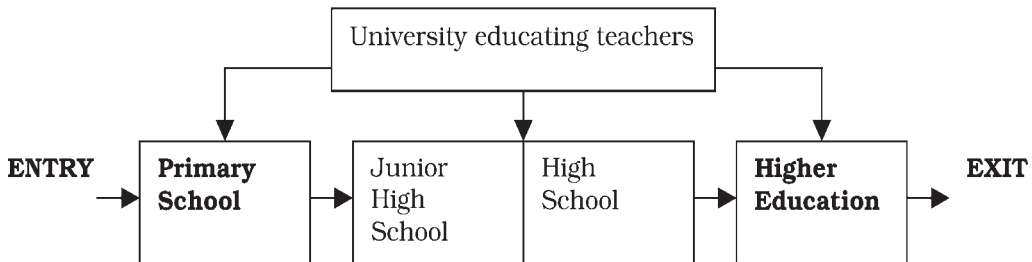 University educating teachers
ENTRY
Primary
School
Junior
High
School
High
School
Higher
Education
EXIT